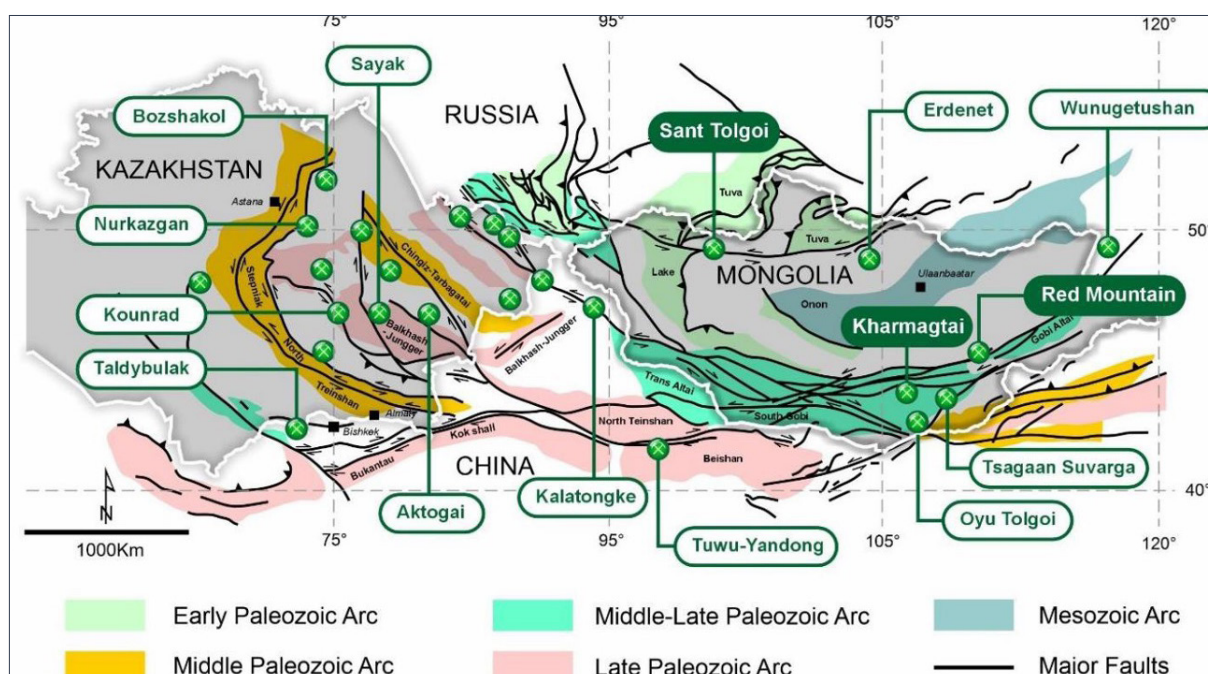 75°
95°
105°
120°
Sayak
Bozshakol
RUSSIA
Sant Tolgoi
Erdenet
Wunugetushan
KAZAKHSTAN
Astana
Tuva
Nurkazgan
50°
Tuva
Chingiz-Tarbagatai
Lake
MONGOLIA
Ulaanbaatar
Stepniak
Onon
Red Mountain
Kounrad
Kharmagtai
Gobi Altai
Balkhash
-Jungger
Balkhash-Jungger
North
Taldybulak
Trans Altai
Treinshan
South Gobi
Almaty
North Teinshan
Bishkek
Kok shall
CHINA
Beishan
Bukantau
Tsagaan Suvarga
Kalatongke
40°
N
Aktogai
Oyu Tolgoi
1000Km
75°
Tuwu-Yandong
95°
105°
120°
Early Paleozoic Arc
Middle-Late Paleozoic Arc
Mesozoic Arc
Middle Paleozoic Arc
Late Paleozoic Arc
Major Faults